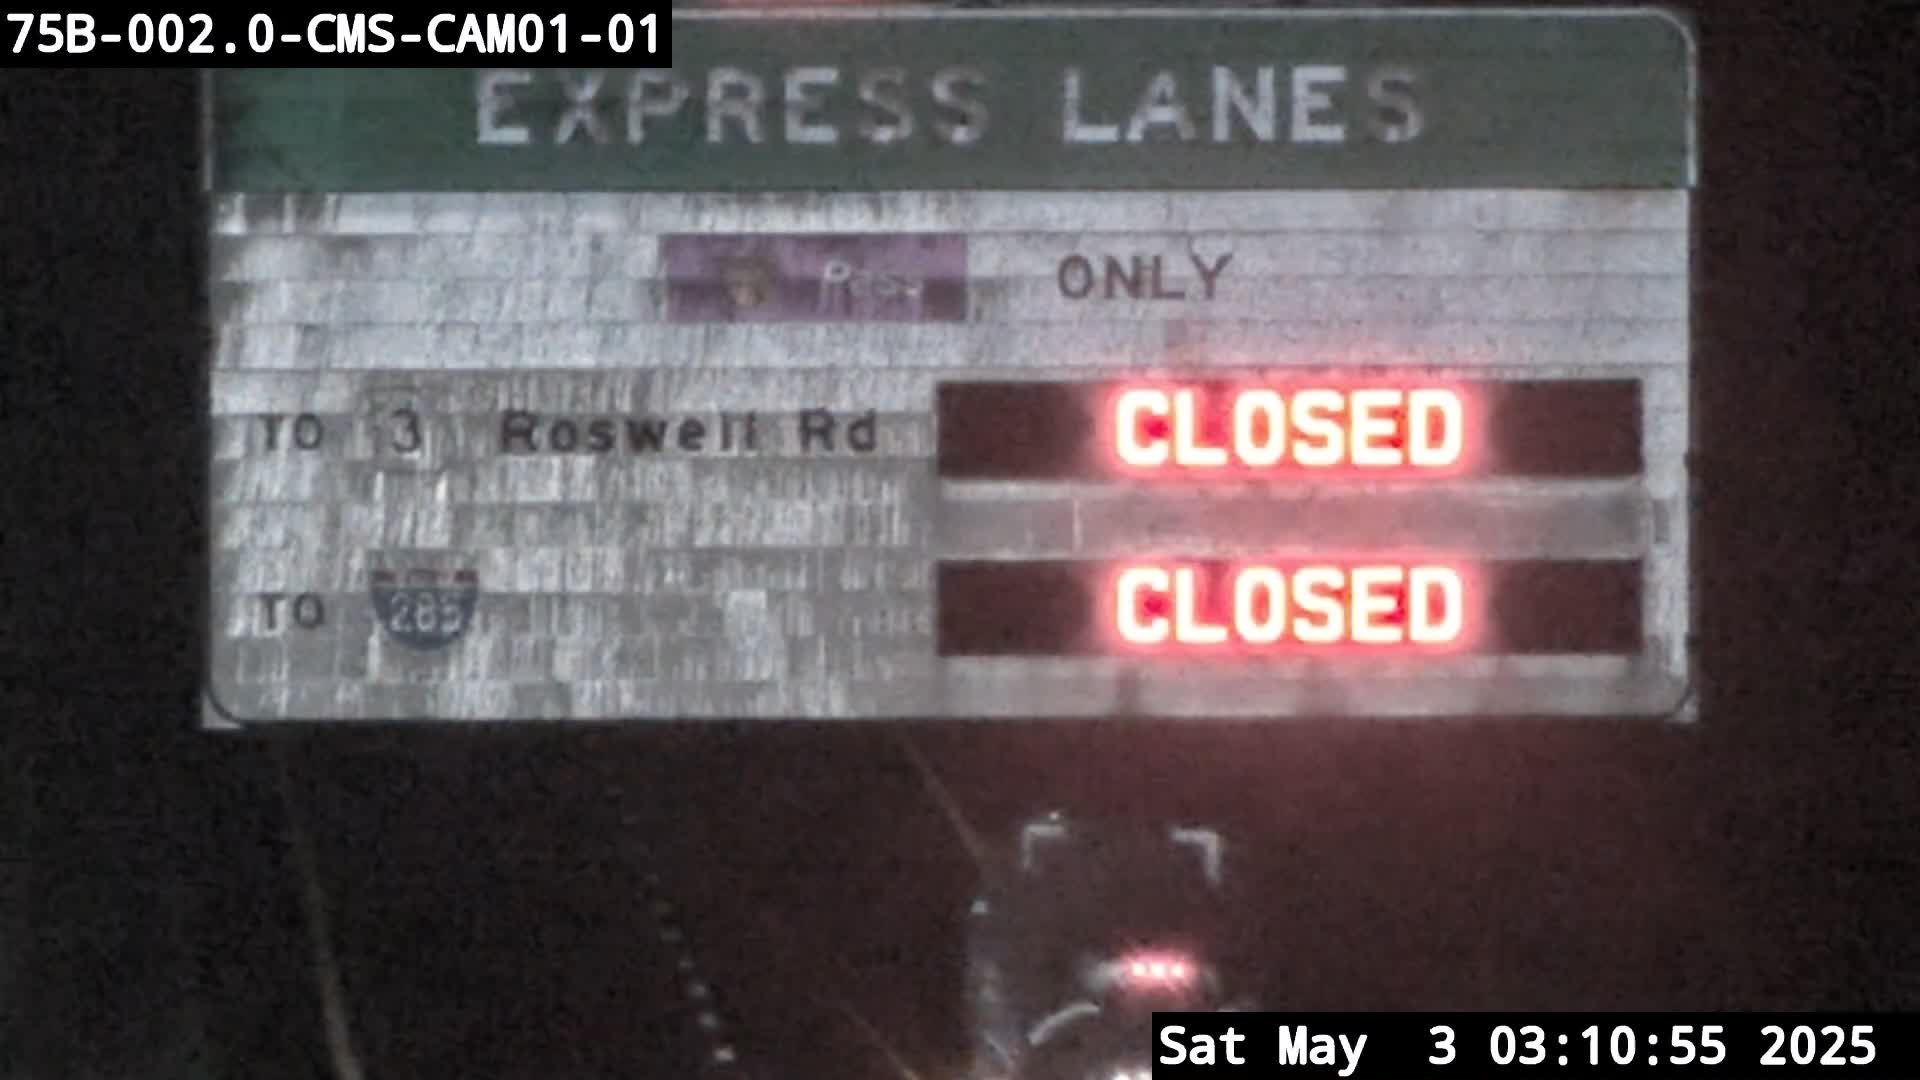 75B-002.0-CMS-CAM01-01
EXPRESS LANES
Pass ONLY
TO 3 Roswell Rd CLOSED
TO 285 CLOSED
Sat May 3 03:10:55 2025